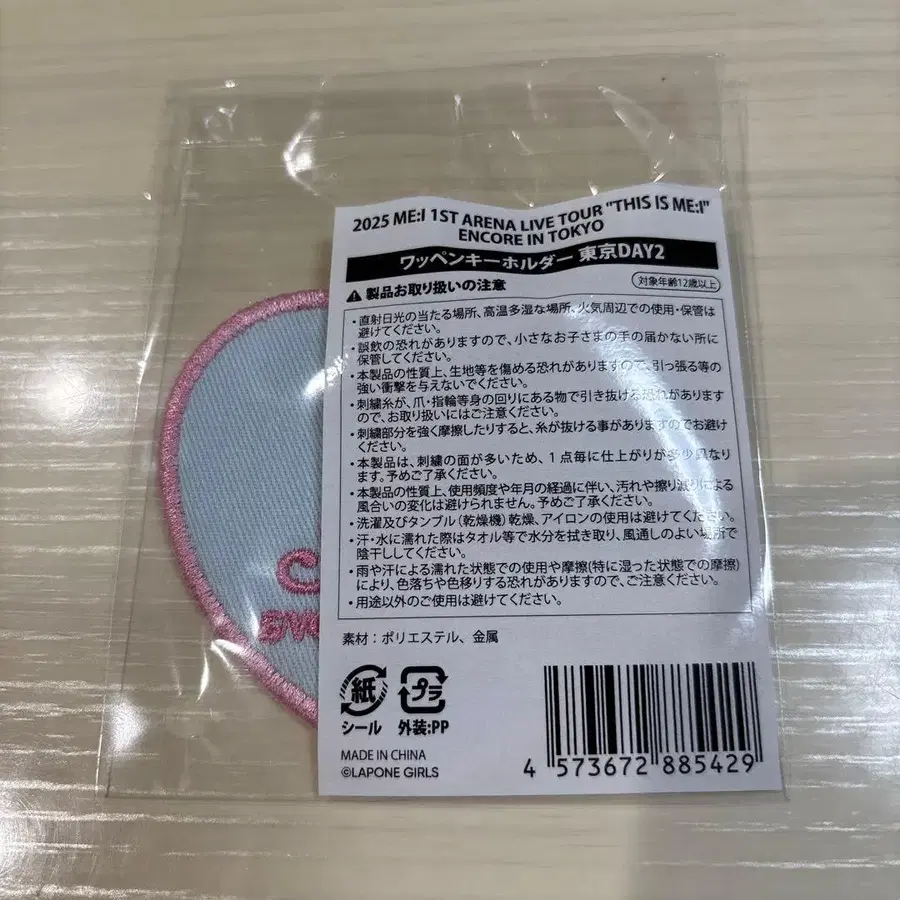 2025 ME:I 1ST ARENA LIVE TOUR "THIS IS ME:I"
ENCORE IN TOKYO
ワッペンキーホルダー 東京DAY2
製品お取り扱いの注意
対象年齢12歳以上
・直射日光の当たる場所、高温多湿な場所、火気周辺での使用・保管は
避けてください。
・誤飲の恐れがありますので、小さなお子さまの手の届かない所に
保管してください。
・本製品の性質上、生地等を傷める恐れがありますので、引っ張る等の
強い衝撃を与えないでください。
・刺繍糸が、爪・指輪等身の回りにある物で引き抜ける恐れがあります
ので、お取り扱いにはご注意ください。
・刺繍部分を強く摩擦したりすると、糸が抜ける事がありますのでお避け
ください。
・本製品は、刺繍の面が多いため、1点毎に仕上がりが多少異なり
ます。予めご了承ください。
・本製品の性質上、使用頻度や年月の経過に伴い、汚れや擦り減りによる
風合いの変化は避けられません。予めご了承ください。
・洗濯及びタンブル(乾燥機)乾燥、アイロンの使用は避けてください。
・汗・水に濡れた際はタオル等で水分を拭き取り、風通しのよい場所で
陰干ししてください。
・雨や汗による濡れた状態での使用や摩擦(特に湿った状態での摩擦)
により、色落ちや色移りする恐れがありますので、ご注意ください。
・用途以外のご使用は避けてください。
素材:ポリエステル、金属
紙
プラ
シール
外装:PP
MADE IN CHINA
©LAPONE GIRLS
4 573672 885429